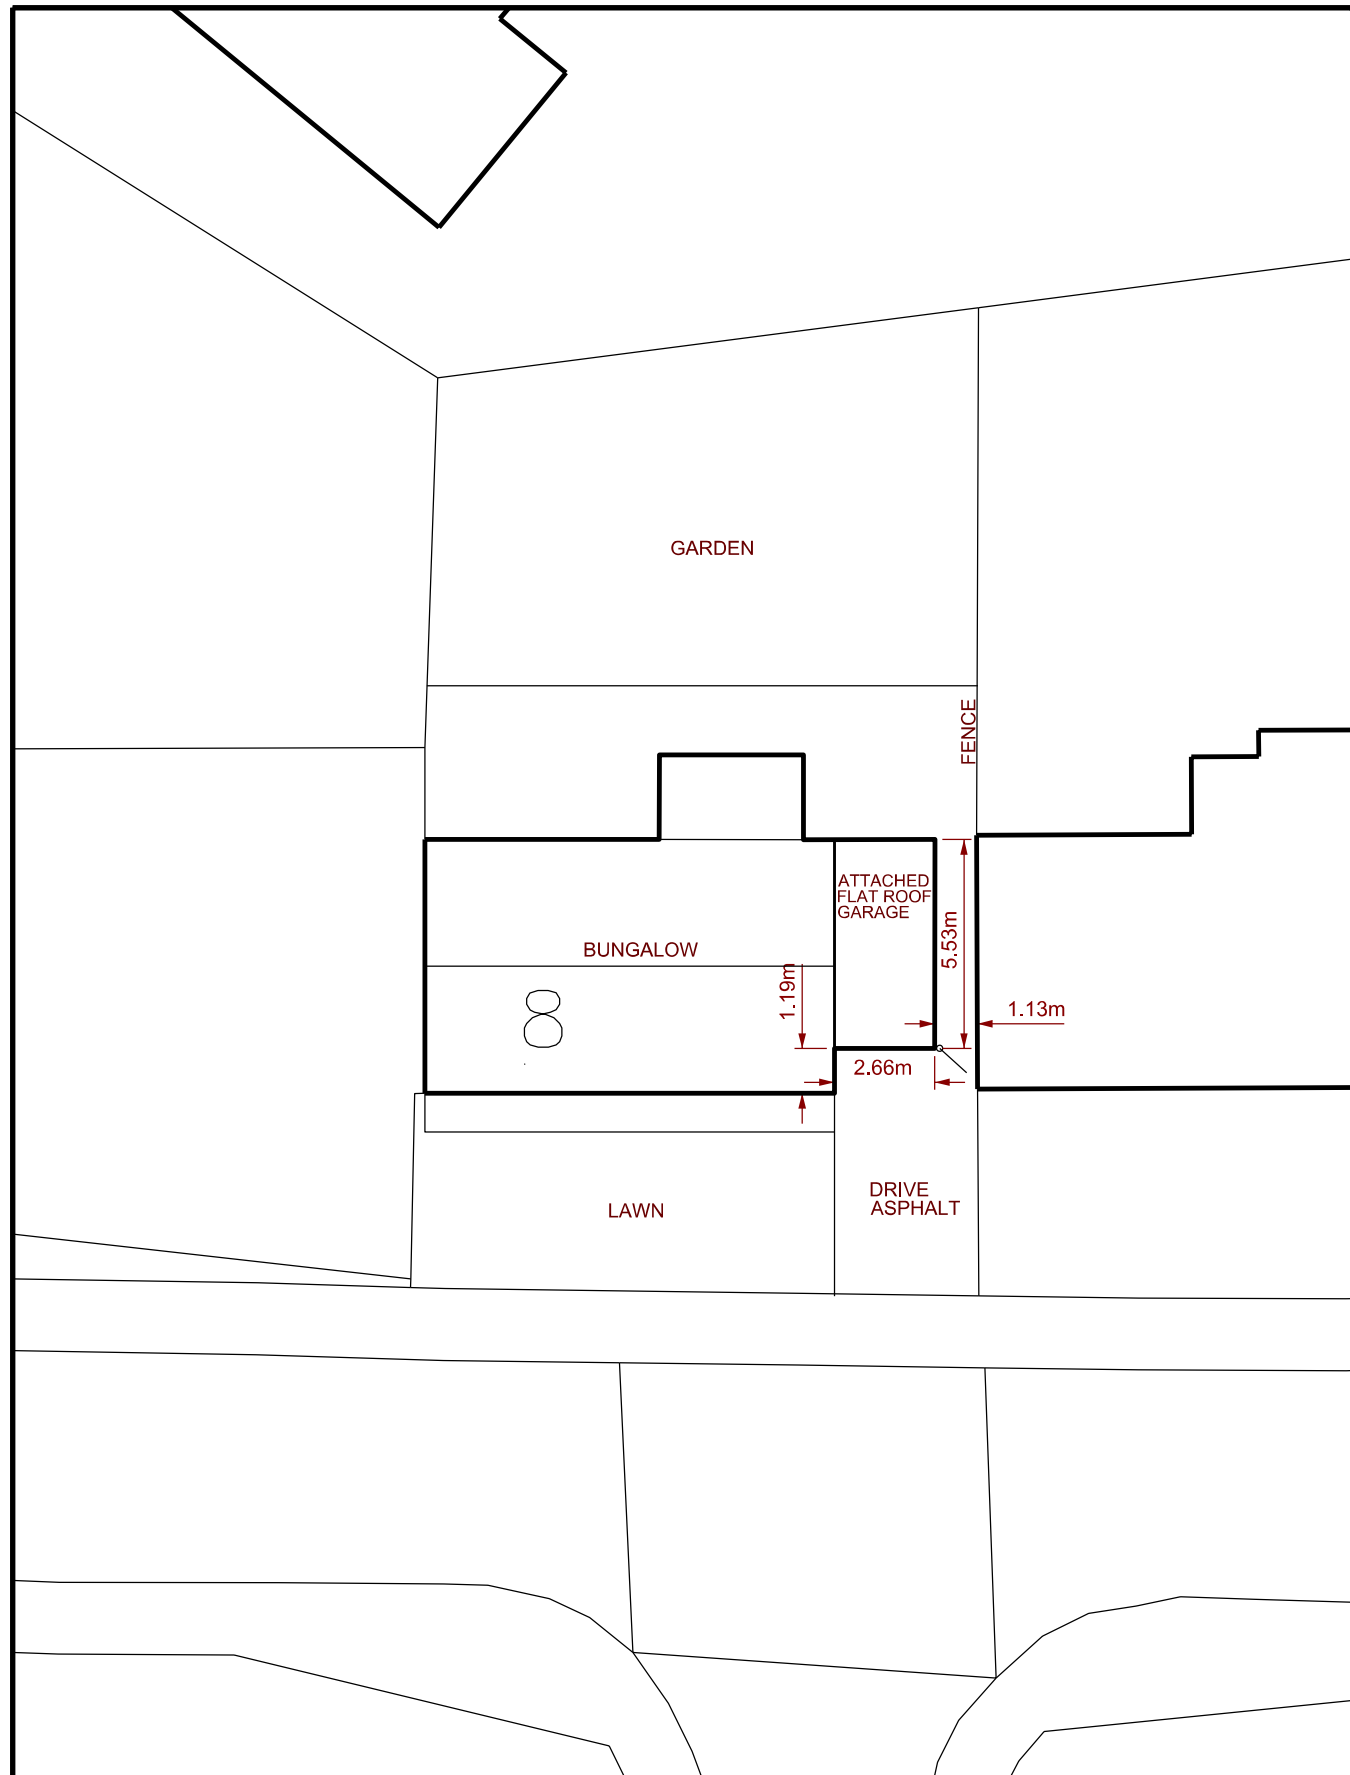 GARDEN
FENCE
ATTACHED
FLAT ROOF
GARAGE
BUNGALOW
5.53m
1.19m
8
1.13m
2.66m
DRIVE
ASPHALT
LAWN